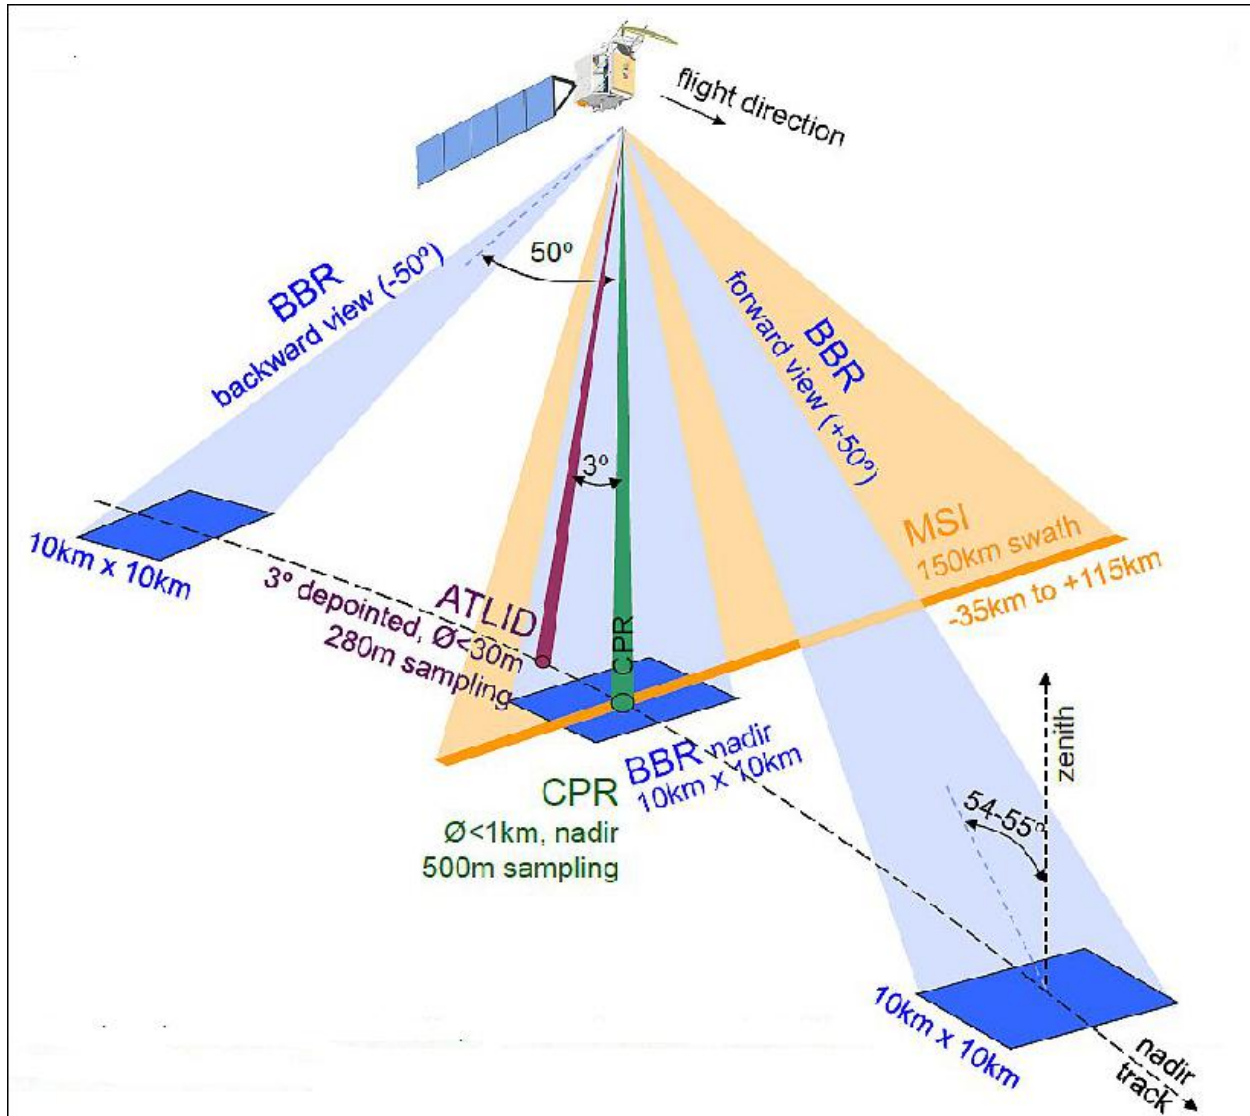 flight direction
50º
BBR
backward view (-50º)
BBR
forward view (+50º)
3º
MSI
150km swath
-35km to +115km
10km x 10km
ATLID
3º depointed, Ø<30m
280m sampling
CPR
BBR nadir
10km x 10km
CPR
Ø<1km, nadir
500m sampling
zenith
54-55º
10km x 10km
nadir
track